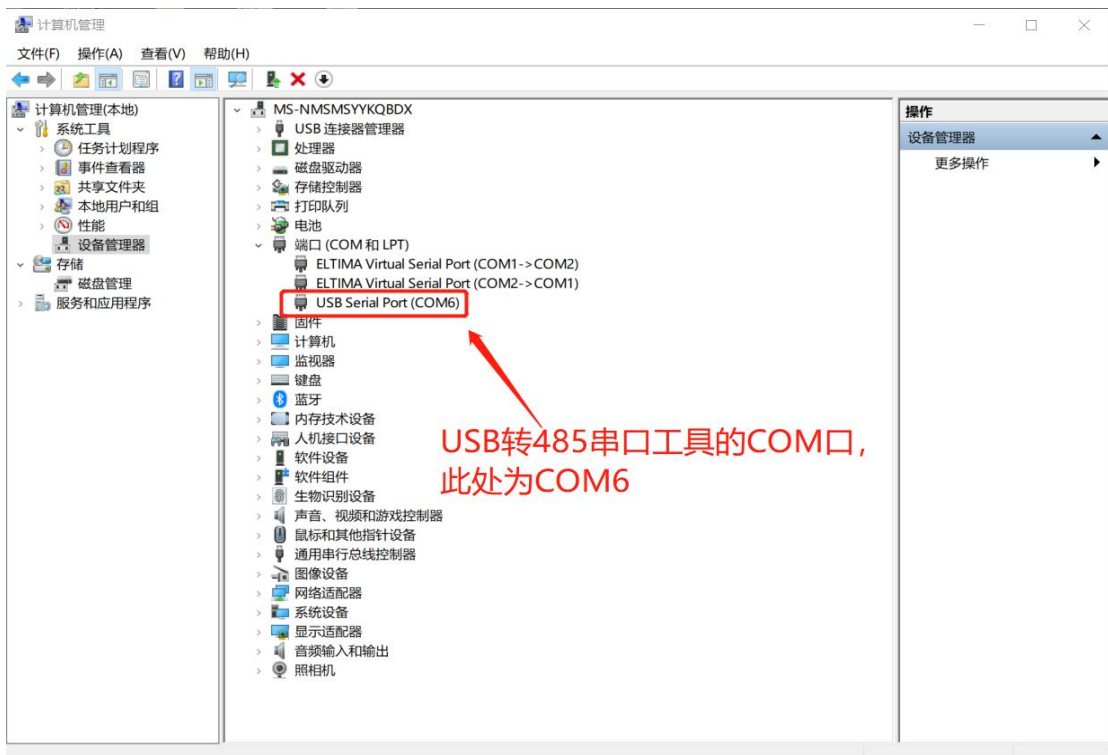 计算机管理
文件(F) 操作(A) 查看(V) 帮助(H)
计算机管理(本地)
系统工具
任务计划程序
事件查看器
共享文件夹
本地用户和组
性能
设备管理器
存储
磁盘管理
服务和应用程序
MS-NMSMSYYKQBDX
USB 连接器管理器
处理器
磁盘驱动器
存储控制器
打印队列
电池
端口 (COM 和 LPT)
ELTIMA Virtual Serial Port (COM1->COM2)
ELTIMA Virtual Serial Port (COM2->COM1)
USB Serial Port (COM6)
固件
计算机
监视器
键盘
蓝牙
内存技术设备
人机接口设备
软件设备
软件组件
生物识别设备
声音、视频和游戏控制器
鼠标和其他指针设备
通用串行总线控制器
图像设备
网络适配器
系统设备
显示适配器
音频输入和输出
照相机
USB转485串口工具的COM口，
此处为COM6
操作
设备管理器
更多操作